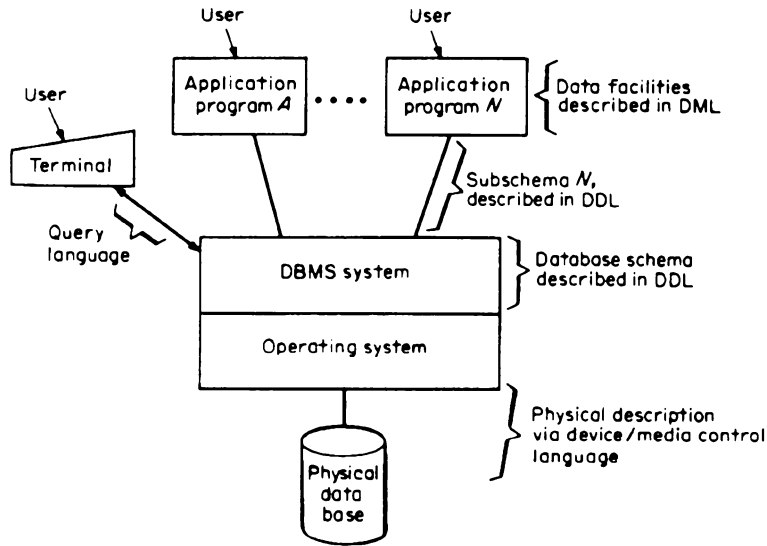 User
User
Application
program A
Application
program N
Data facilities
described in DML
User
Terminal
Subschema N,
described in DDL
Query
language
DBMS system
Database schema
described in DDL
Operating system
Physical description
via device/media control
language
Physical
data
base